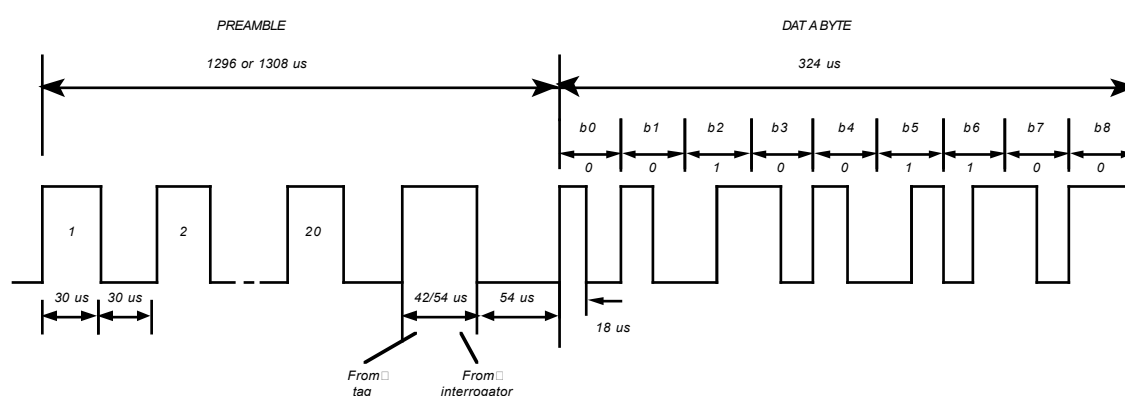 PREAMBLE DAT A BYTE
1296 or 1308 us 324 us
b0 b1 b2 b3 b4 b5 b6 b7 b8
0 0 1 0 0 1 1 0 0
1 2 20
30 us 30 us 42/54 us 54 us
18 us
From□ From□
tag interrogator